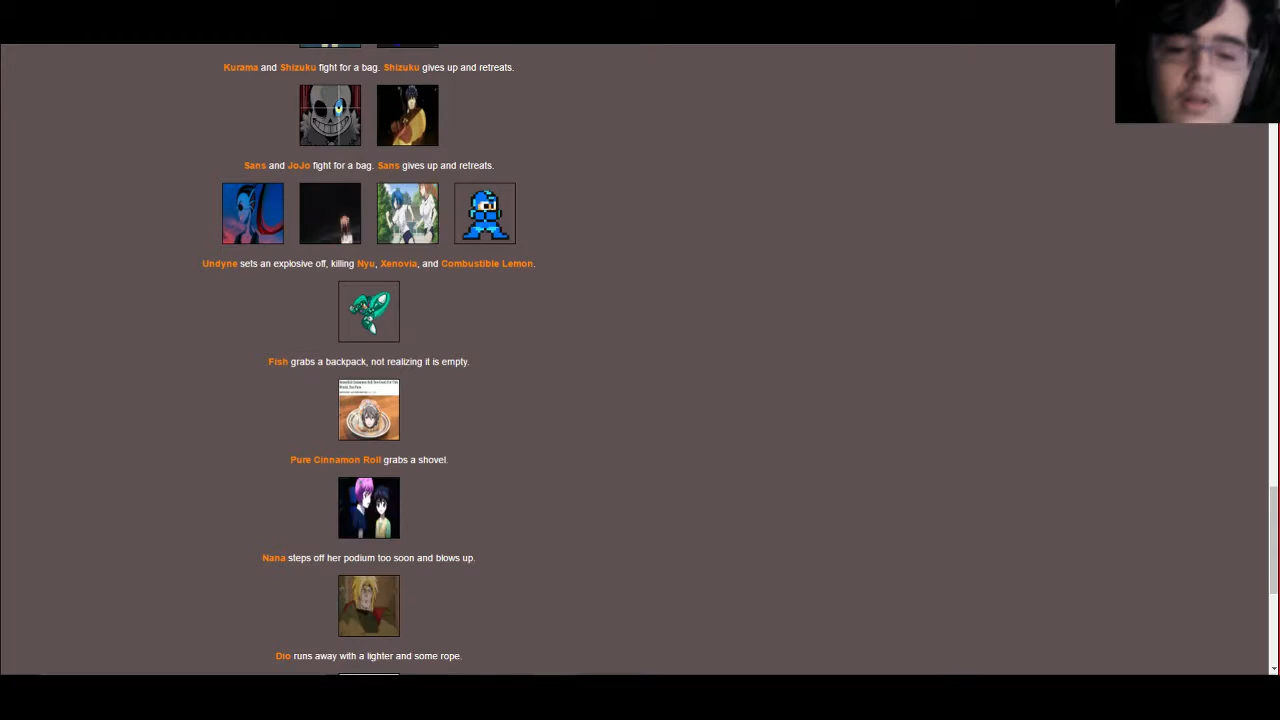 Kurama and Shizuku fight for a bag. Shizuku gives up and retreats.
Sans and JoJo fight for a bag. Sans gives up and retreats.
Undyne sets an explosive off, killing Nyu, Xenovia, and Combustible Lemon.
Fish grabs a backpack, not realizing it is empty.
Pure Cinnamon Roll grabs a shovel.
Nana steps off her podium too soon and blows up.
Dio runs away with a lighter and some rope.